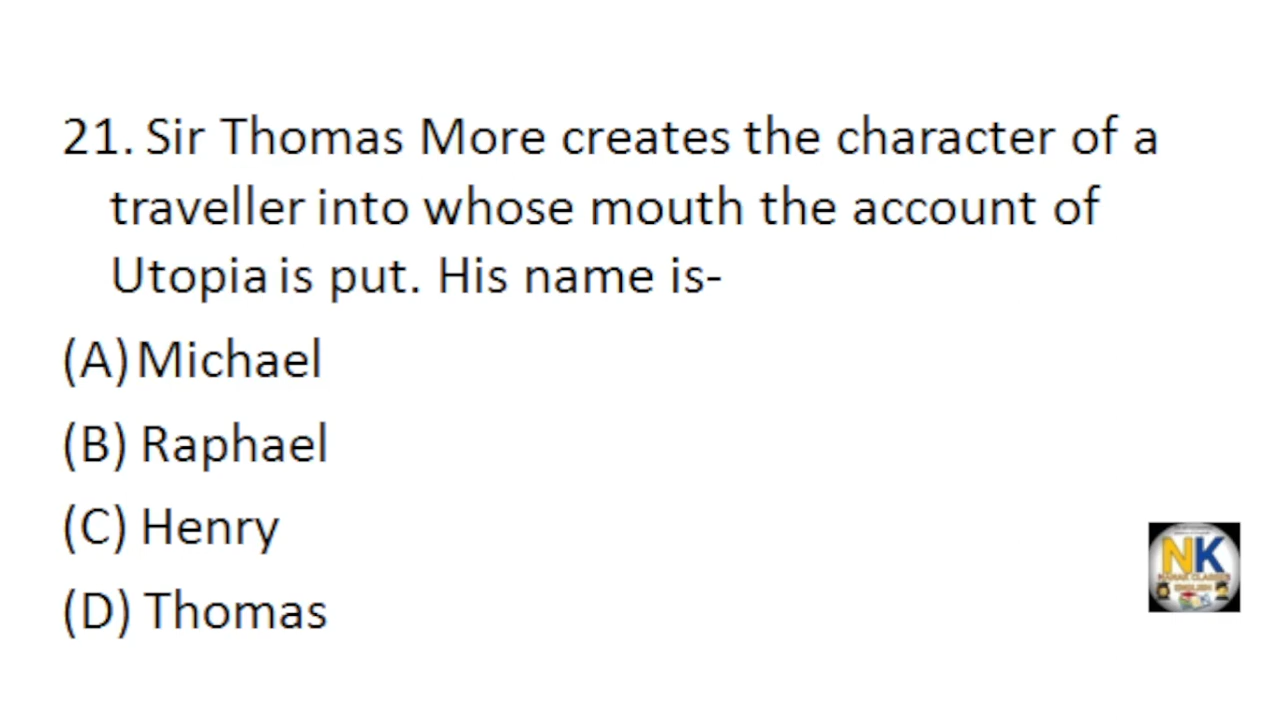 21. Sir Thomas More creates the character of a
traveller into whose mouth the account of
Utopia is put. His name is-
(A) Michael
(B) Raphael
(C) Henry
(D) Thomas
NK
ENGLISH